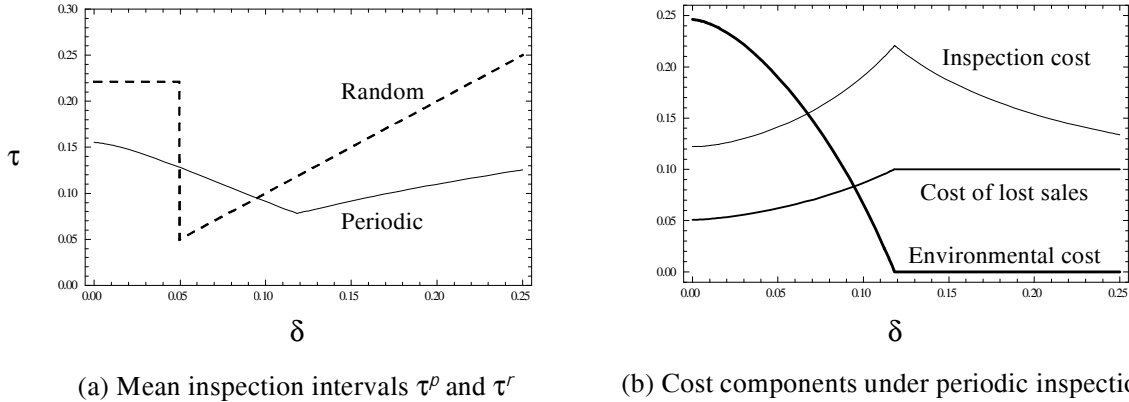 0.30
0.25
0.20
0.15
0.10
0.05
0.00
τ
Random
Periodic
0.00 0.05 0.10 0.15 0.20 0.25
δ
(a) Mean inspection intervals τᵖ and τʳ
0.25
0.20
0.15
0.10
0.05
0.00
Inspection cost
Cost of lost sales
Environmental cost
0.00 0.05 0.10 0.15 0.20 0.25
δ
(b) Cost components under periodic inspectio